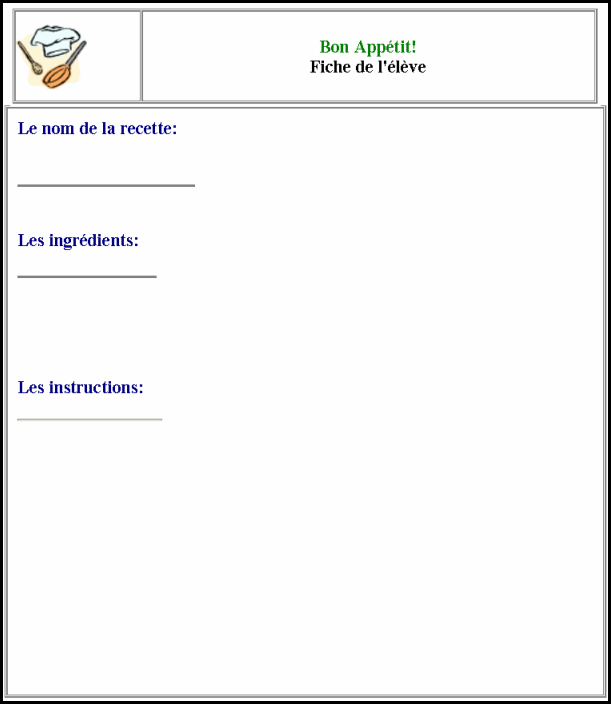 Bon Appétit!
Fiche de l'élève
Le nom de la recette:
Les ingrédients:
Les instructions: